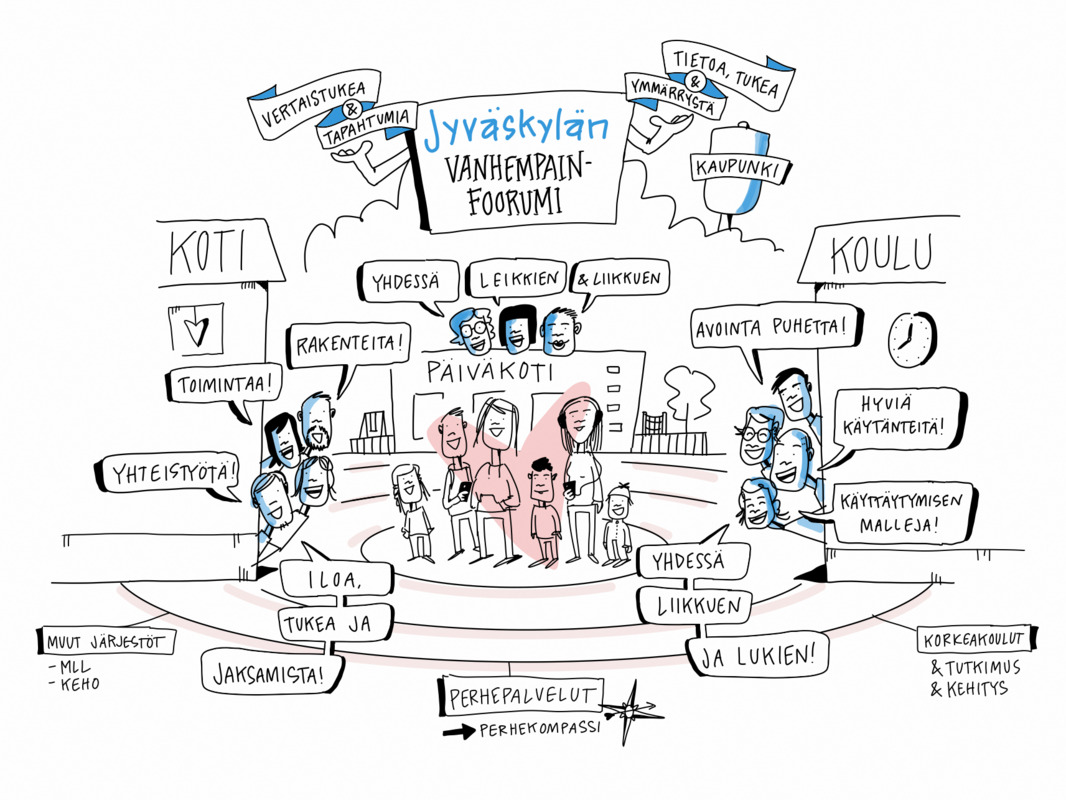 VERTAISTUKEA
&
TAPAHTUMIA
Jyväskylän
VANHEMPAIN-
FOORUMI
TIETOA, TUKEA
&
YMMÄRRYSTÄ
KAUPUNKI
KOTI
KOULU
YHDESSÄ
LEIKKIEN
& LIIKKUEN
PÄIVÄKOTI
RAKENTEITA!
TOIMINTAA!
YHTEISTYÖTÄ!
ILOA,
TUKEA JA
JAKSAMISTA!
AVOINTA PUHETTA!
HYVIÄ
KÄYTÄNTEITÄ!
KÄYTTÄYTYMISEN
MALLEJA!
YHDESSÄ
LIIKKUEN
JA LUKIEN!
MUUT JÄRJESTÖT
- MLL
- KEHO
PERHEPALVELUT
PERHEKOMPASSI
KORKEAKOULUT
& TUTKIMUS
& KEHITYS